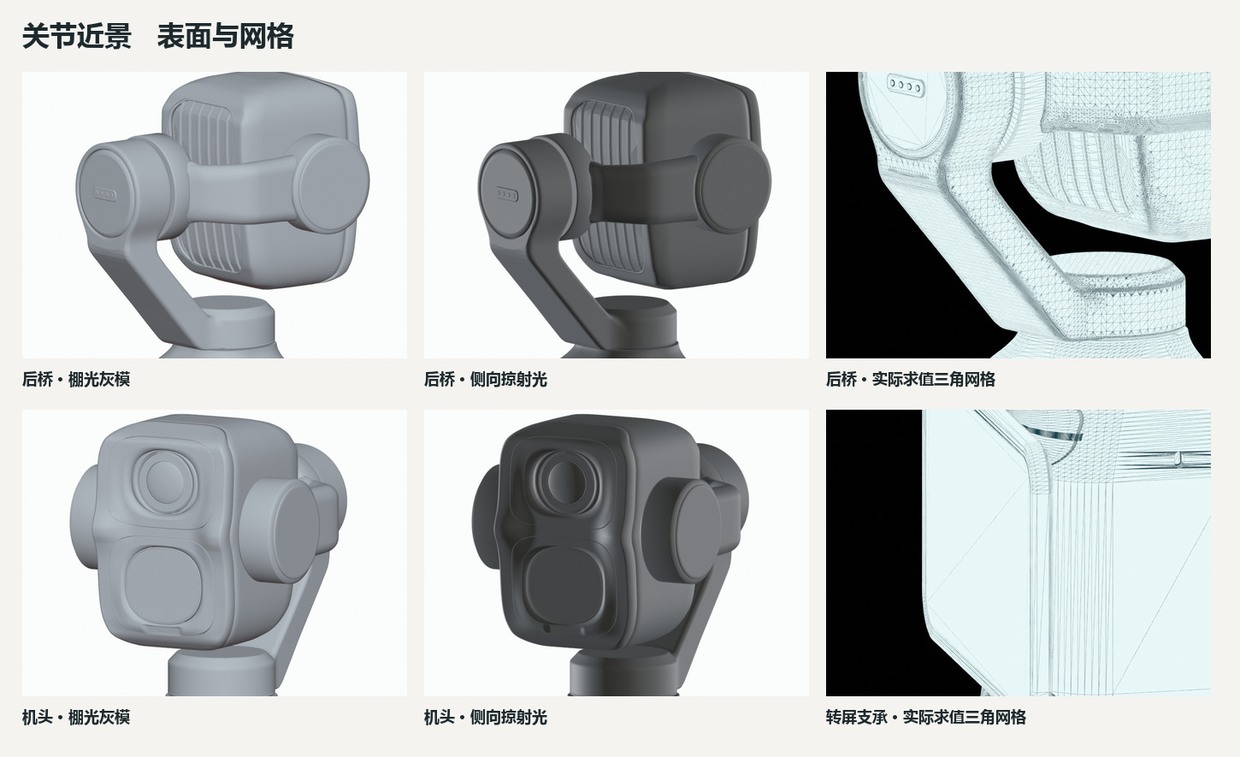 关节近景 表面与网格
后桥·棚光灰模
后桥·侧向掠射光
后桥·实际求值三角网格
机头·棚光灰模
机头·侧向掠射光
转屏支承·实际求值三角网格